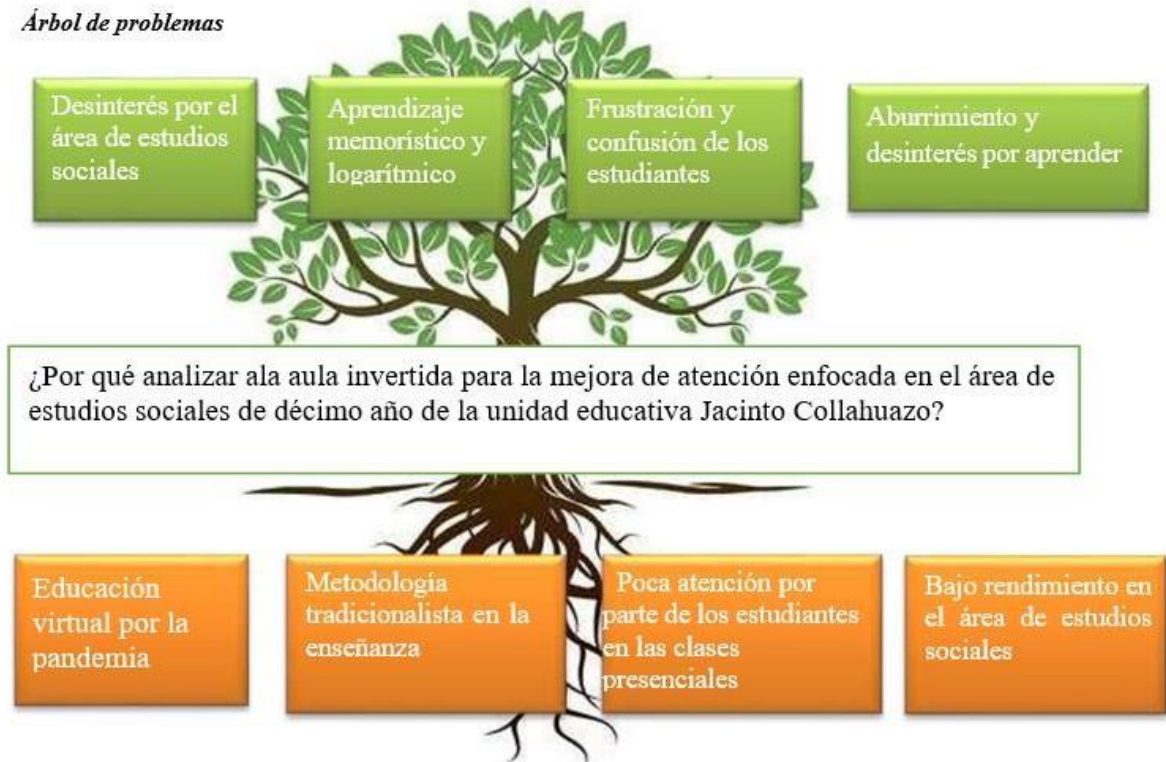 Árbol de problemas
Desinterés por el
área de estudios
sociales
Aprendizaje
memorístico y
logarítmico
Frustración y
confusión de los
estudiantes
Aburrimiento y
desinterés por aprender
¿Por qué analizar ala aula invertida para la mejora de atención enfocada en el área de
estudios sociales de décimo año de la unidad educativa Jacinto Collahuazo?
Educación
virtual por la
pandemia
Metodología
tradicionalista en la
enseñanza
Poca atención por
parte de los estudiantes
en las clases
presenciales
Bajo rendimiento en
el área de estudios
sociales